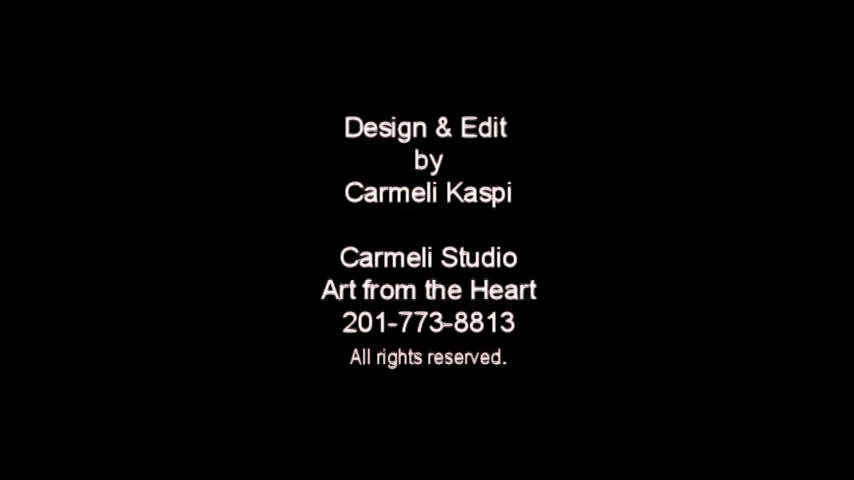 Design & Edit
by
Carmeli Kaspi
Carmeli Studio
Art from the Heart
201-773-8813
All rights reserved.